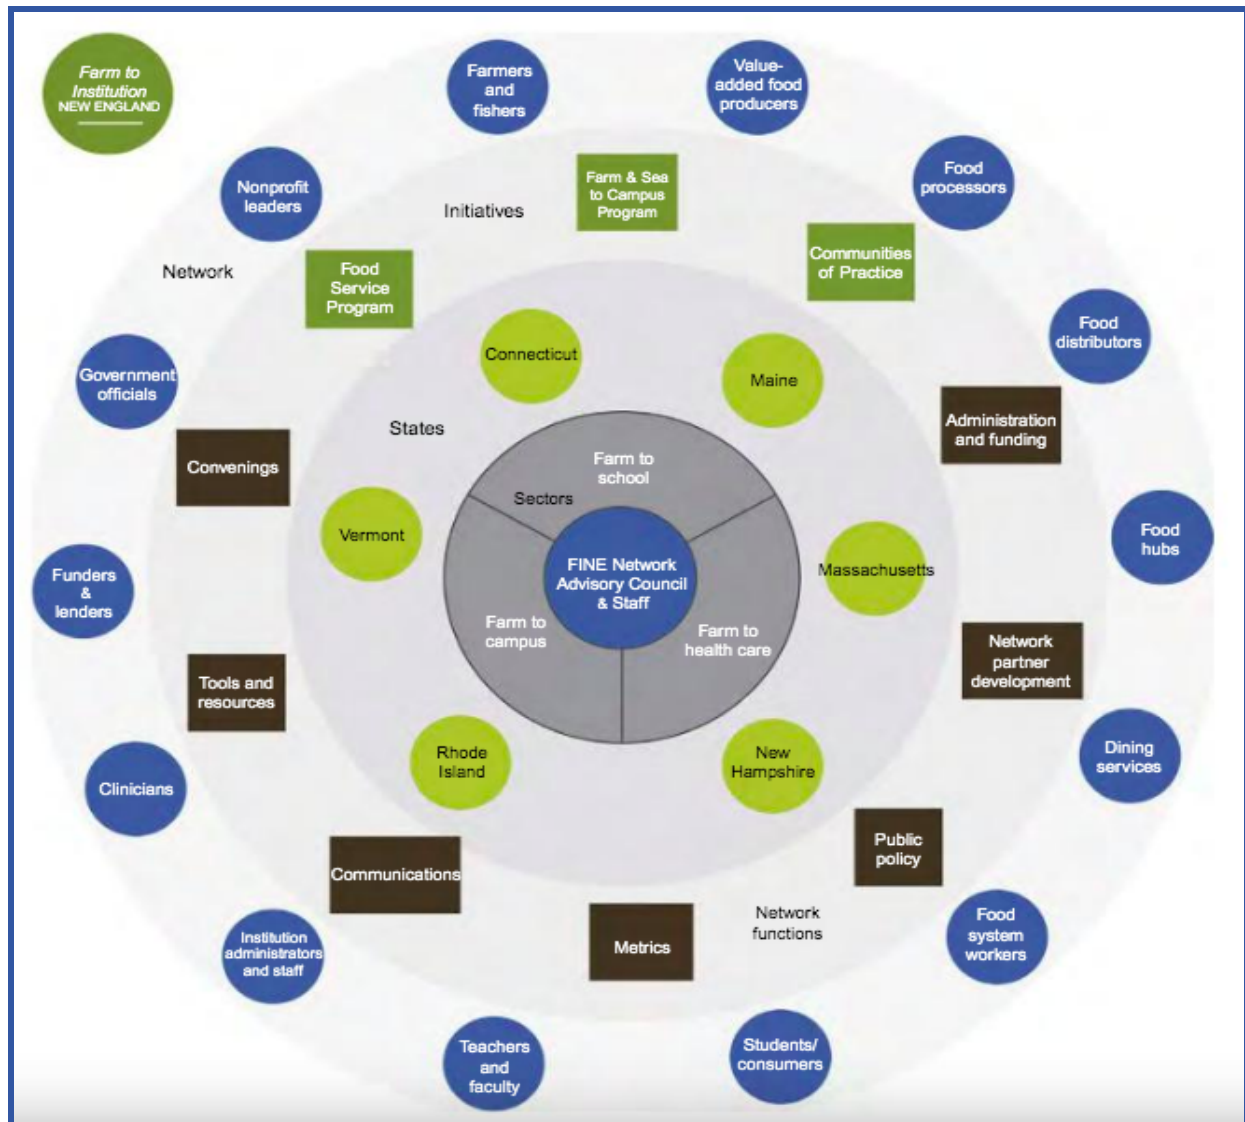 Farm to
Institution
NEW ENGLAND
Farmers
and
fishers
Value-
added food
producers
Nonprofit
leaders
Initiatives
Farm & Sea
to Campus
Program
Food
processors
Network
Food
Service
Program
Communities
of Practice
Food
distributors
Government
officials
Connecticut
Maine
States
Administration
and funding
Convenings
Farm to
school
Sectors
Food
hubs
Vermont
FINE Network
Advisory Council
& Staff
Massachusetts
Funders
&
lenders
Farm to
campus
Farm to
health care
Network
partner
development
Tools and
resources
Rhode
Island
New
Hampshire
Dining
services
Clinicians
Public
policy
Communications
Network
functions
Food
system
workers
Metrics
Institution
administrators
and staff
Teachers
and
faculty
Students/
consumers